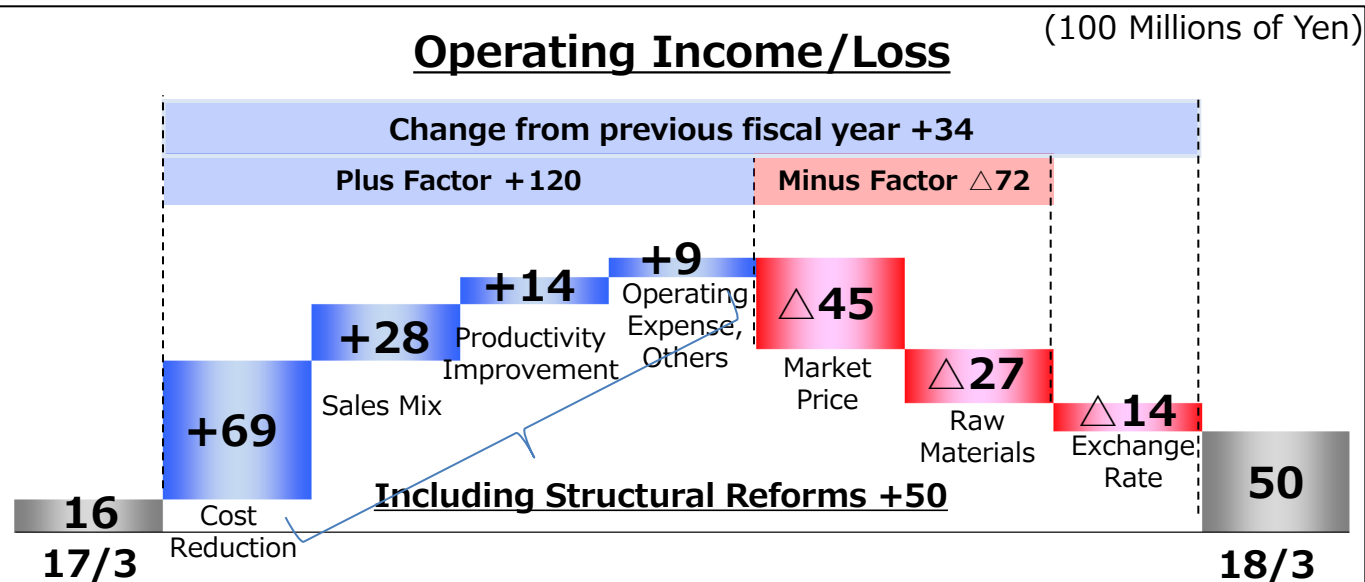 (100 Millions of Yen)
Operating Income/Loss
Change from previous fiscal year +34
Plus Factor +120
Minus Factor △72
+69
Cost
Reduction
+28
Sales Mix
+14
Productivity
Improvement
+9
Operating
Expense,
Others
△45
Market
Price
△27
Raw
Materials
△14
Exchange
Rate
Including Structural Reforms +50
16
17/3
50
18/3